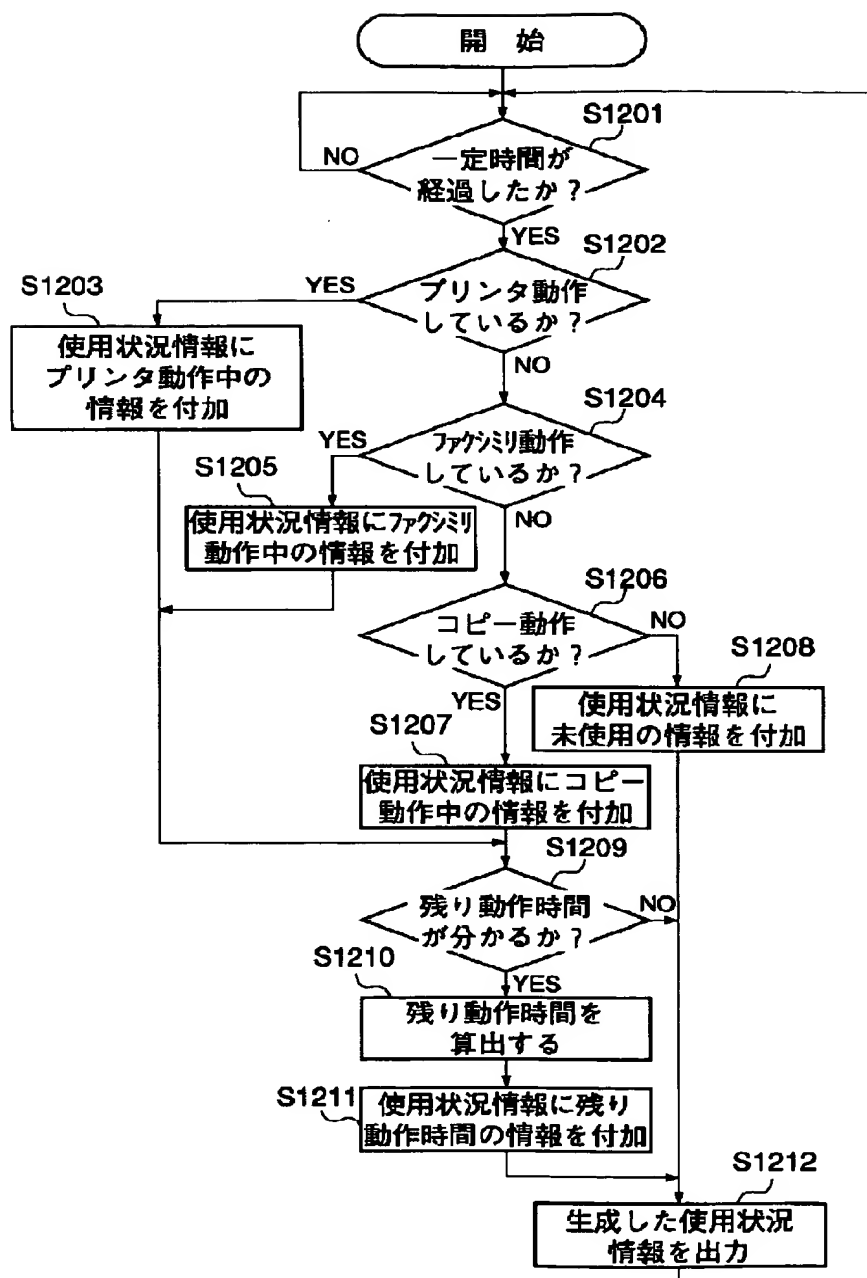 開 始
S1201
一定時間が
経過したか？
NO
YES
S1202
プリンタ動作
しているか？
YES
NO
S1203
使用状況情報に
プリンタ動作中の
情報を付加
S1204
ファクシミリ動作
しているか？
YES
NO
S1205
使用状況情報にファクシミリ
動作中の情報を付加
S1206
コピー動作
しているか？
NO
YES
S1208
使用状況情報に
未使用の情報を付加
S1207
使用状況情報にコピー
動作中の情報を付加
S1209
残り動作時間
が分かるか？
NO
YES
S1210
残り動作時間を
算出する
S1211
使用状況情報に残り
動作時間の情報を付加
S1212
生成した使用状況
情報を出力